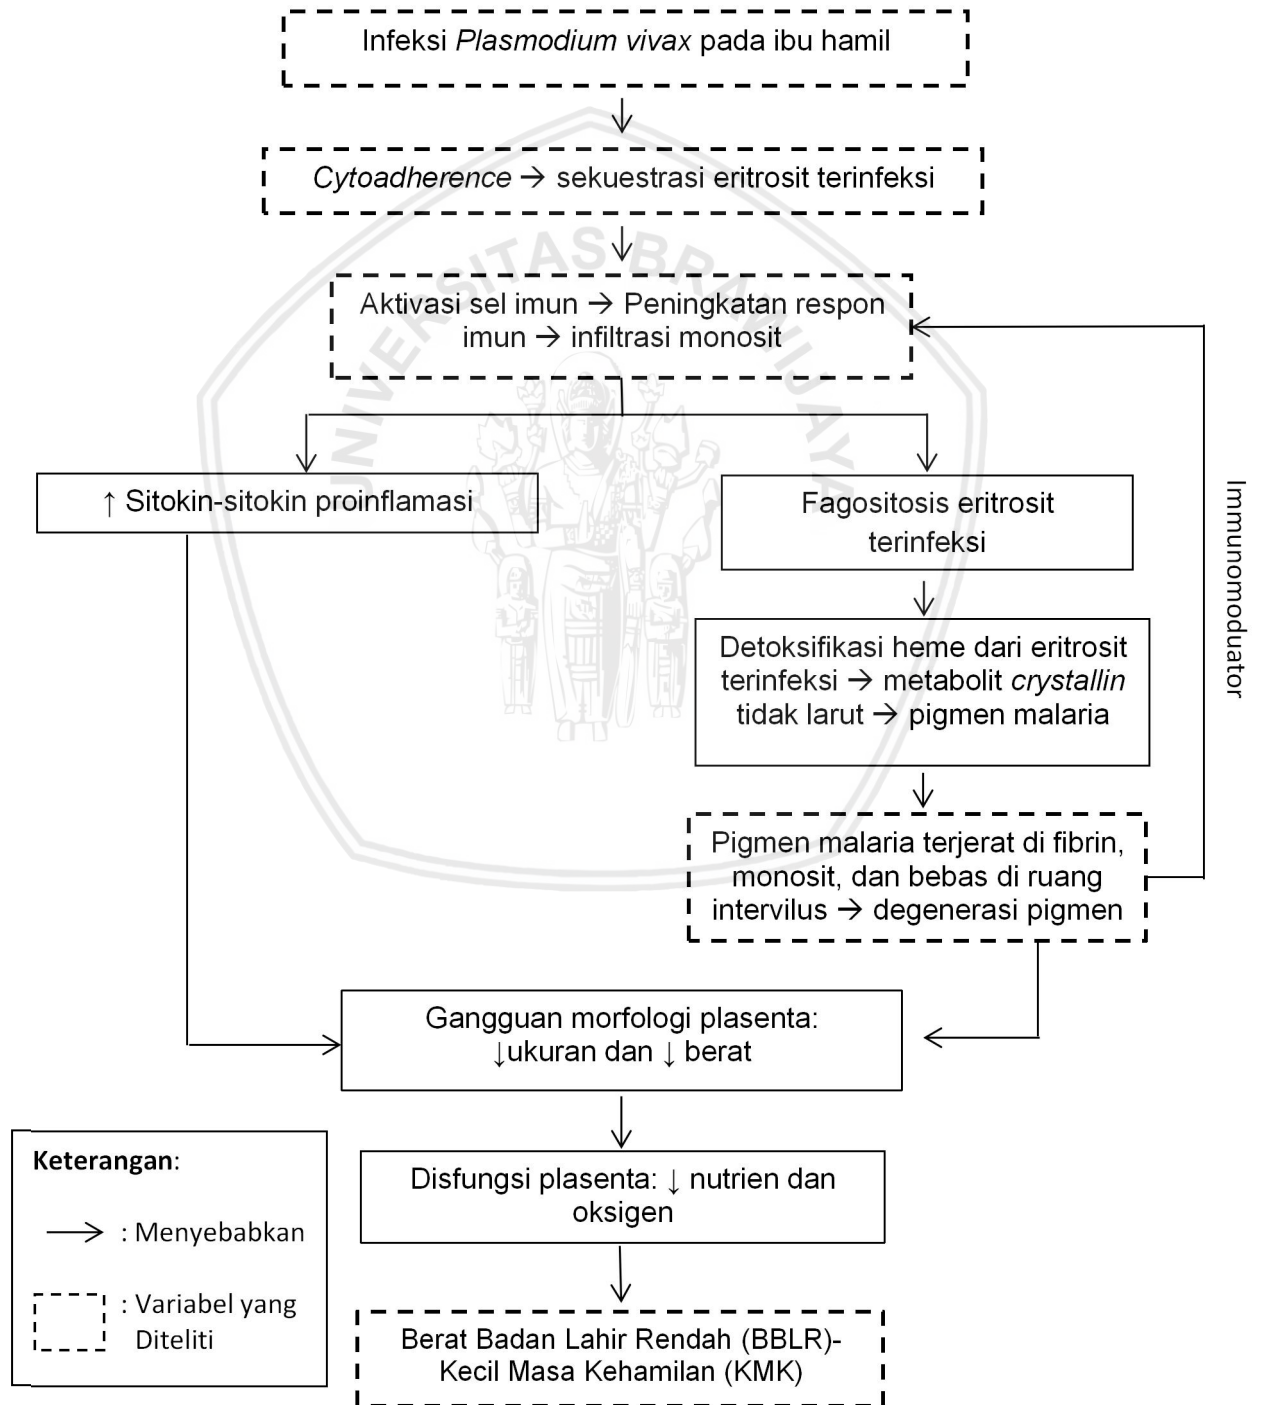 Infeksi Plasmodium vivax pada ibu hamil
Cytoadherence → sekuestrasi eritrosit terinfeksi
UNIVERSITAS BRAWIJAYA
Aktivasi sel imun → Peningkatan respon
imun → infiltrasi monosit
↑ Sitokin-sitokin proinflamasi
Fagositosis eritrosit
terinfeksi
Immunomoduator
Detoksifikasi heme dari eritrosit
terinfeksi → metabolit crystallin
tidak larut → pigmen malaria
Pigmen malaria terjerat di fibrin,
monosit, dan bebas di ruang
intervilus → degenerasi pigmen
Gangguan morfologi plasenta:
↓ukuran dan ↓ berat
Disfungsi plasenta: ↓ nutrien dan
oksigen
Berat Badan Lahir Rendah (BBLR)-
Kecil Masa Kehamilan (KMK)
Keterangan:
: Menyebabkan
: Variabel yang
Diteliti